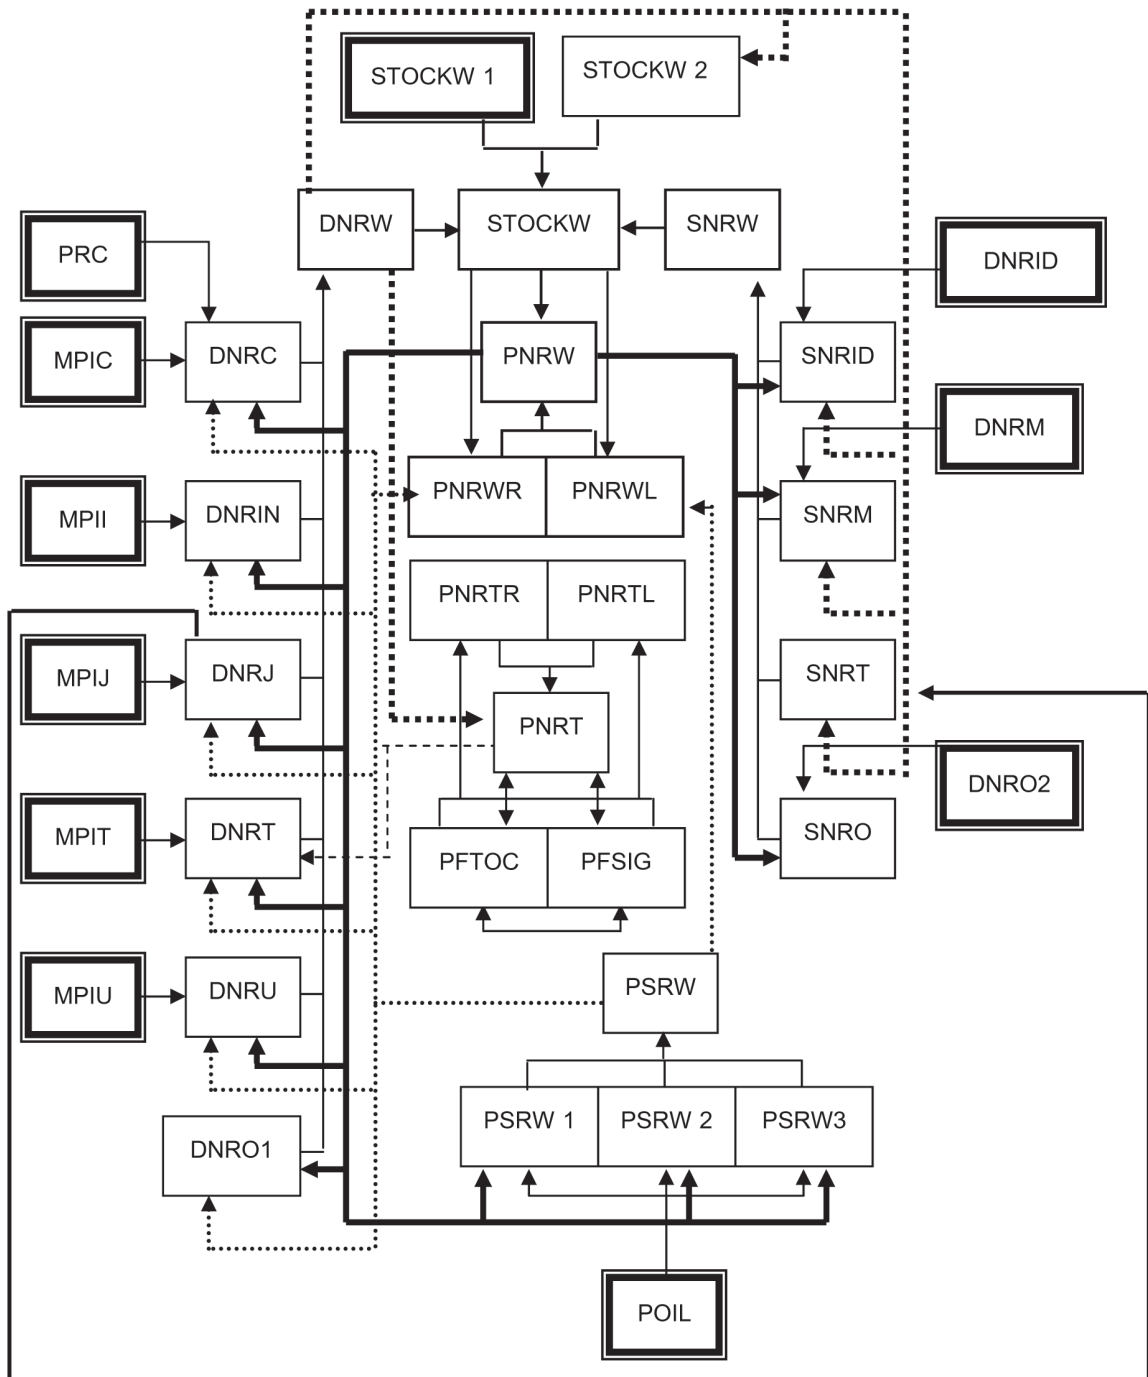 STOCKW 1
STOCKW 2
DNRW
STOCKW
SNRW
PRC
DNRID
MPIC
DNRC
PNRW
SNRID
DNRM
PNRWR
PNRWL
MPII
DNRIN
SNRM
PNRTR
PNRTL
MPIJ
DNRJ
SNRT
PNRT
DNRO2
MPIT
DNRT
SNRO
PFTOC
PFSIG
MPIU
DNRU
PSRW
DNRO1
PSRW 1
PSRW 2
PSRW3
POIL